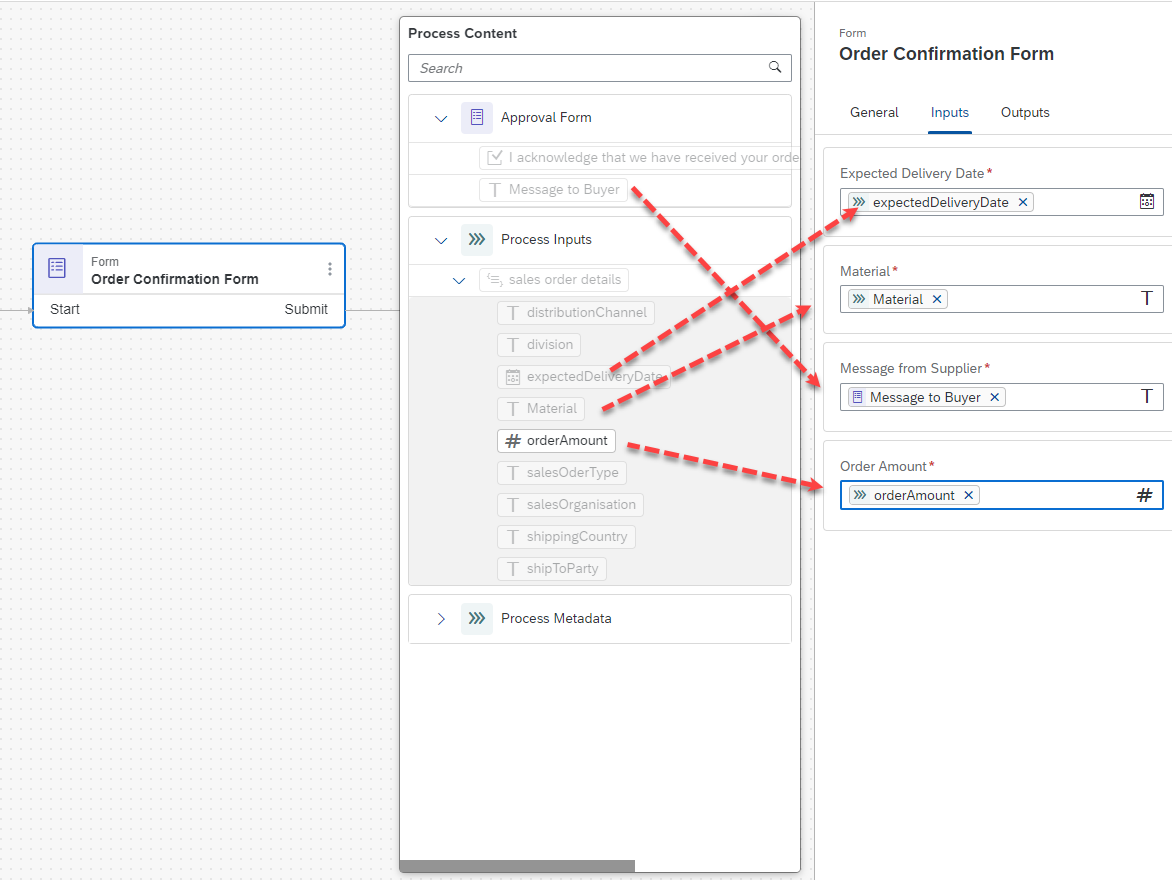 Form
Order Confirmation Form
Start
Submit
Process Content
Search
Approval Form
I acknowledge that we have received your orde
Message to Buyer
Process Inputs
sales order details
distributionChannel
division
expectedDeliveryDate
Material
orderAmount
salesOderType
salesOrganisation
shippingCountry
shipToParty
Process Metadata
Form
Order Confirmation Form
General
Inputs
Outputs
Expected Delivery Date*
expectedDeliveryDate
Material*
Material
Message from Supplier*
Message to Buyer
Order Amount*
orderAmount